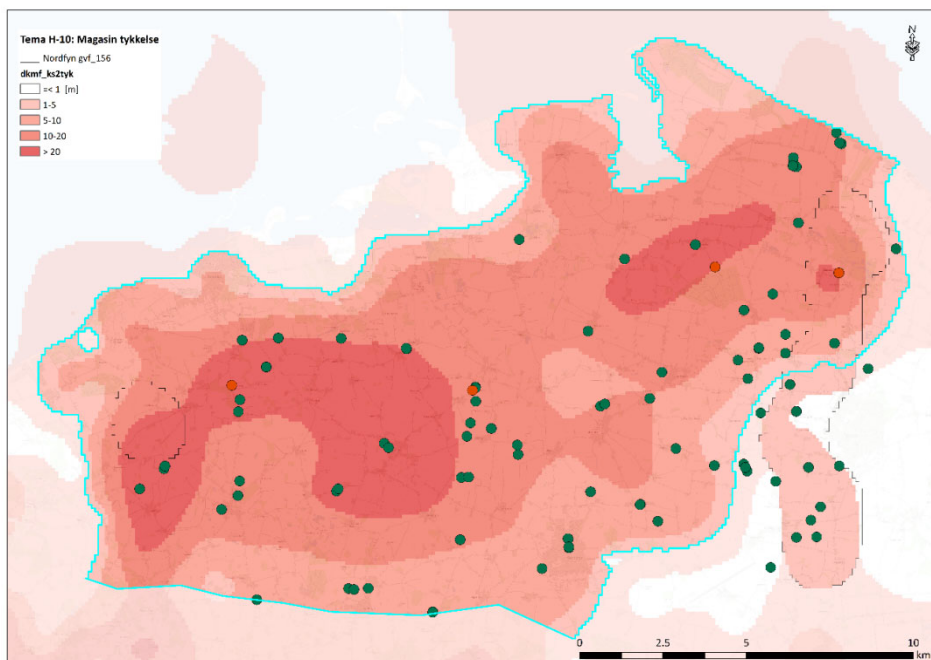 Tema H-10: Magasin tykkelse
Nordfyn gvf_156
dkmf_ks2tyk
=< 1 [m]
1-5
5-10
10-20
> 20
N
0 2.5 5 10
km